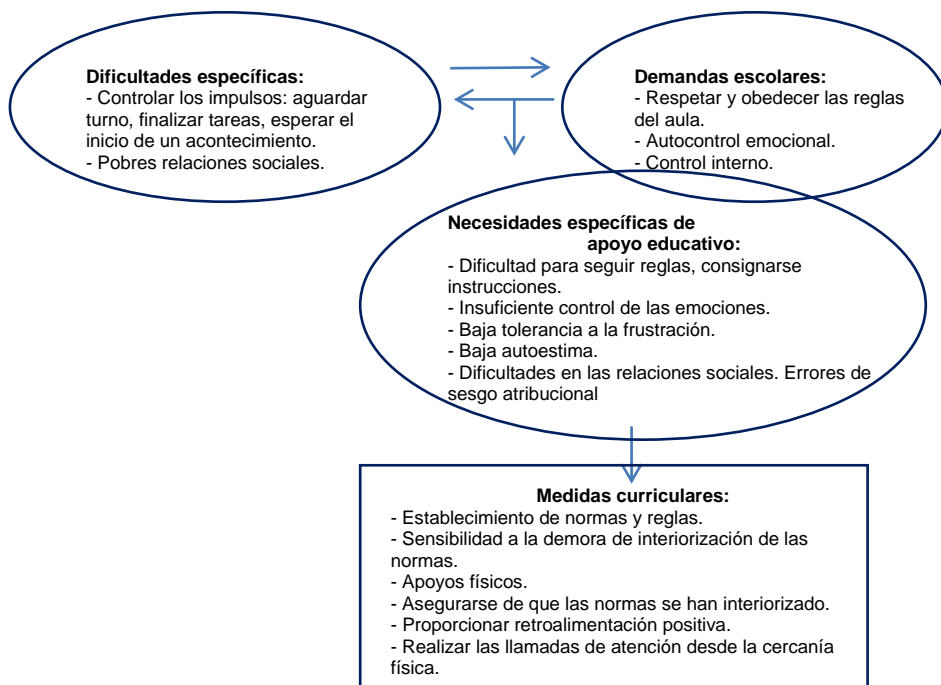 Dificultades específicas:
- Controlar los impulsos: aguardar
turno, finalizar tareas, esperar el
inicio de un acontecimiento.
- Pobres relaciones sociales.
Demandas escolares:
- Respetar y obedecer las reglas
del aula.
- Autocontrol emocional.
- Control interno.
Necesidades específicas de
apoyo educativo:
- Dificultad para seguir reglas, consignarse
instrucciones.
- Insuficiente control de las emociones.
- Baja tolerancia a la frustración.
- Baja autoestima.
- Dificultades en las relaciones sociales. Errores de
sesgo atribucional
Medidas curriculares:
- Establecimiento de normas y reglas.
- Sensibilidad a la demora de interiorización de las
normas.
- Apoyos físicos.
- Asegurarse de que las normas se han interiorizado.
- Proporcionar retroalimentación positiva.
- Realizar las llamadas de atención desde la cercanía
física.